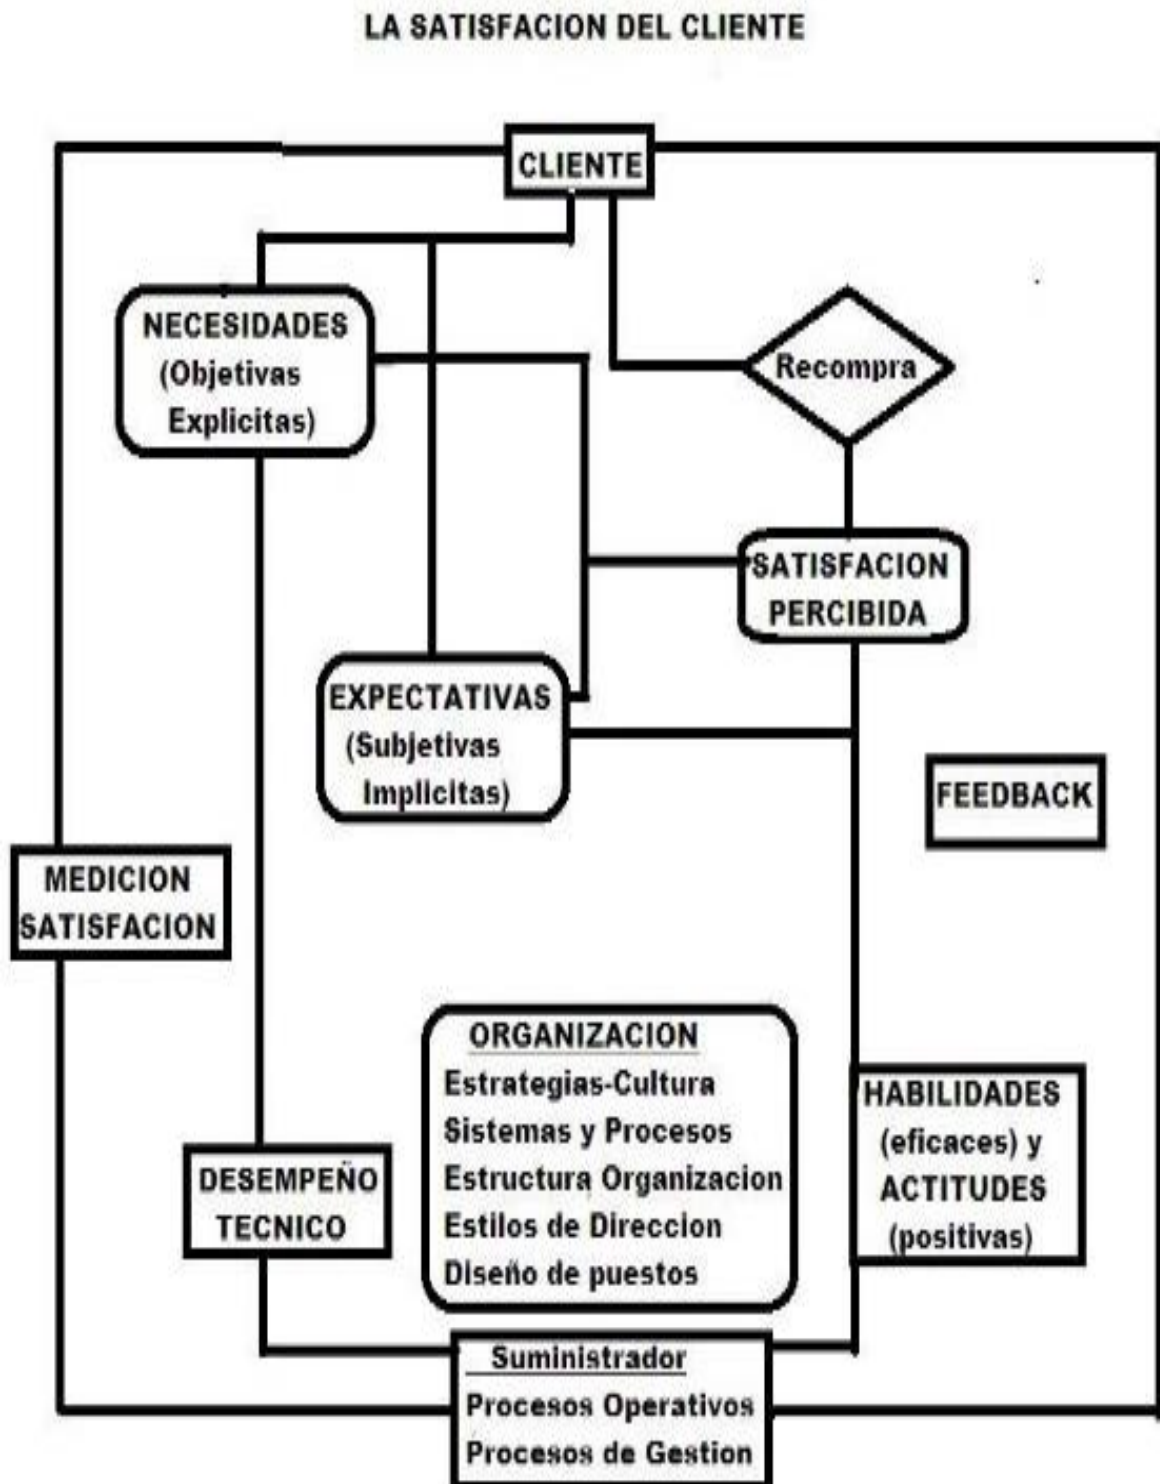 LA SATISFACION DEL CLIENTE
CLIENTE
NECESIDADES
(Objetivas
Explicitas)
Recompra
SATISFACION
PERCIBIDA
EXPECTATIVAS
(Subjetivas
Implicitas)
FEEDBACK
MEDICION
SATISFACION
ORGANIZACION
Estrategias-Cultura
Sistemas y Procesos
Estructura Organizacion
Estilos de Direccion
Diseño de puestos
HABILIDADES
(eficaces) y
ACTITUDES
(positivas)
DESEMPEÑO
TECNICO
Suministrador
Procesos Operativos
Procesos de Gestion